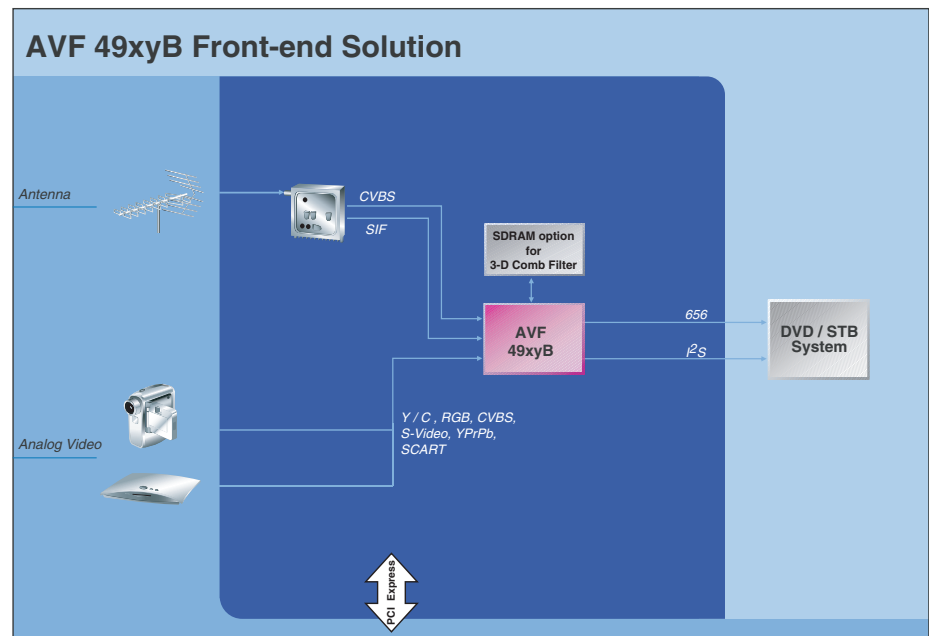 AVF 49xyB Front-end Solution
Antenna
CVBS
SIF
SDRAM option
for
3-D Comb Filter
AVF
49xyB
656
I²S
DVD / STB
System
Analog Video
Y / C , RGB, CVBS,
S-Video, YPrPb,
SCART
PCI Express